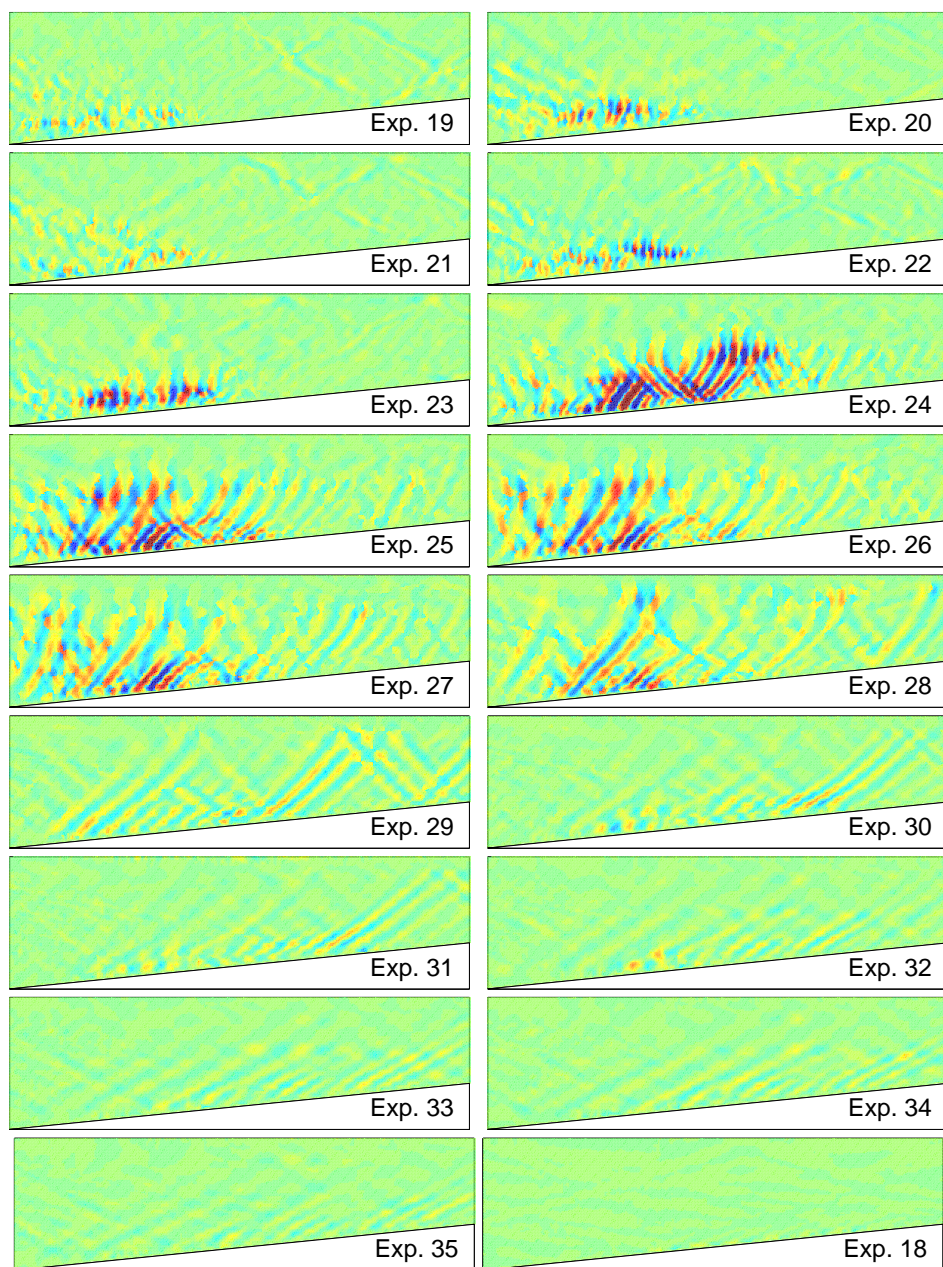 Exp. 19
Exp. 20
Exp. 21
Exp. 22
Exp. 23
Exp. 24
Exp. 25
Exp. 26
Exp. 27
Exp. 28
Exp. 29
Exp. 30
Exp. 31
Exp. 32
Exp. 33
Exp. 34
Exp. 35
Exp. 18